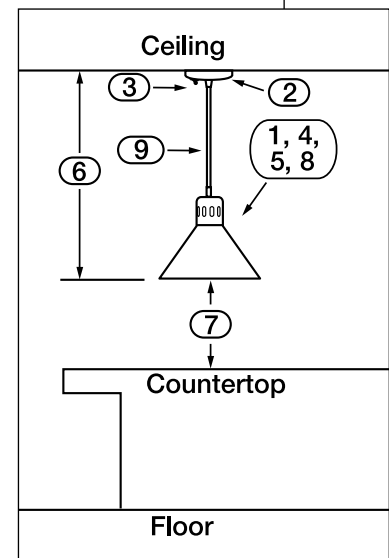 Ceiling
3
2
9
1, 4,
5, 8
6
7
Countertop
Floor